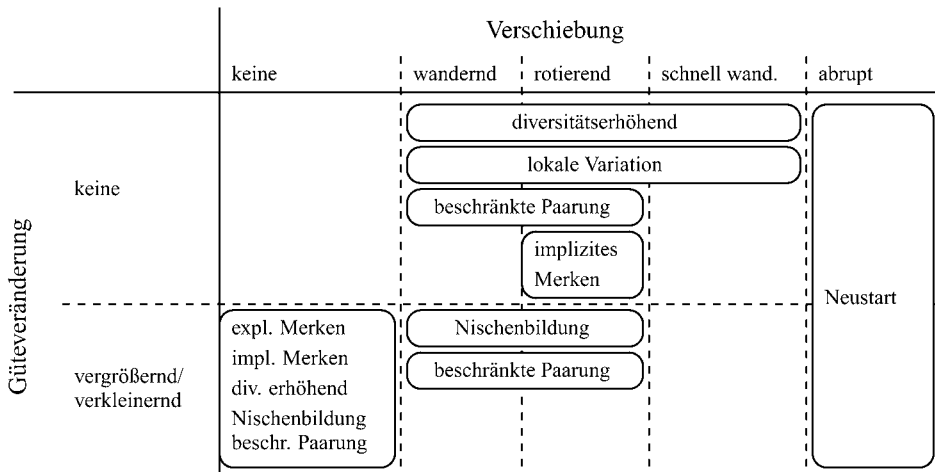 Verschiebung
keine
wandernd
rotierend
schnell wand.
abrupt
Güteveränderung
keine
diversitätserhöhend
lokale Variation
beschränkte Paarung
implizites
Merken
Neustart
vergrößernd/
verkleinernd
expl. Merken
impl. Merken
div. erhöhend
Nischenbildung
beschr. Paarung
Nischenbildung
beschränkte Paarung